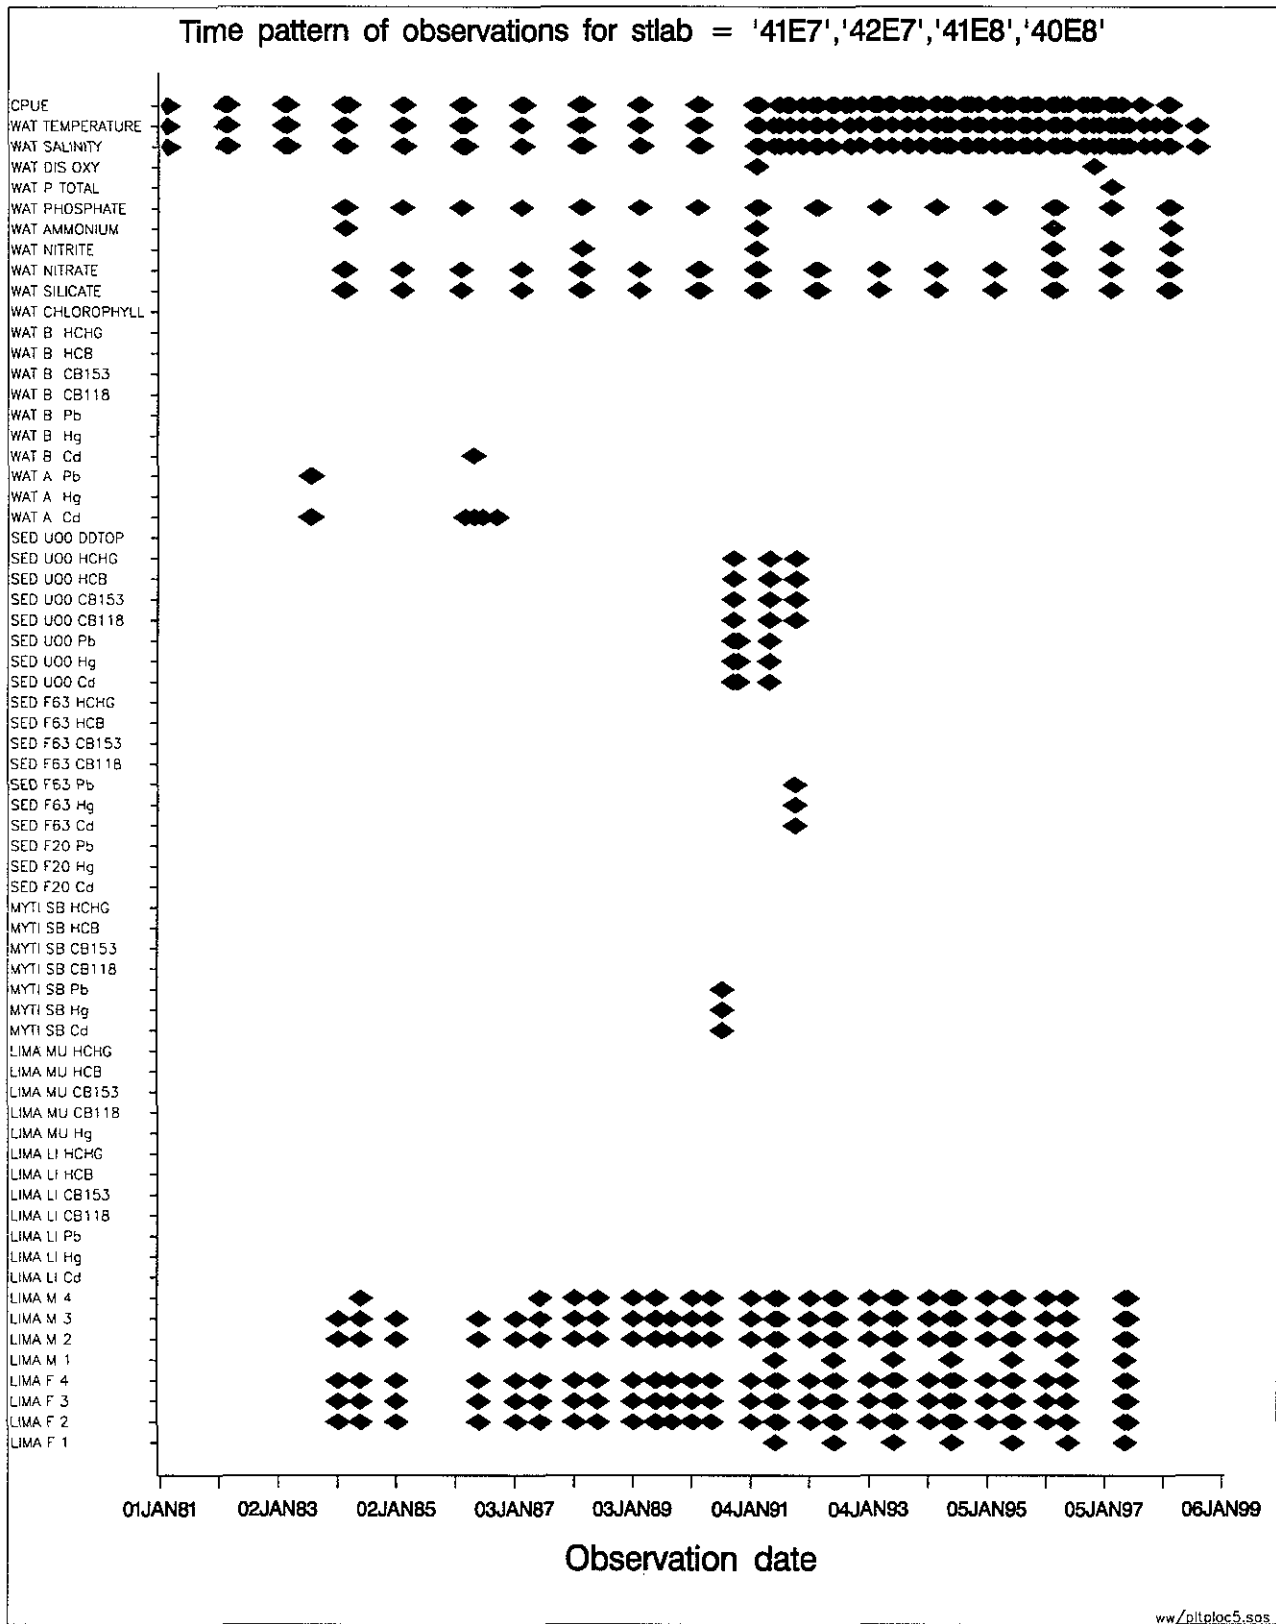 Time pattern of observations for stlab = '41E7','42E7','41E8','40E8'
CPUE
WAT TEMPERATURE
WAT SALINITY
WAT DIS OXY
WAT P TOTAL
WAT PHOSPHATE
WAT AMMONIUM
WAT NITRITE
WAT NITRATE
WAT SILICATE
WAT CHLOROPHYLL
WAT B HCHG
WAT B HCB
WAT B CB153
WAT B CB118
WAT B Pb
WAT B Hg
WAT B Cd
WAT A Pb
WAT A Hg
WAT A Cd
SED U00 DDTOP
SED U00 HCHG
SED U00 HCB
SED U00 CB153
SED U00 CB118
SED U00 Pb
SED U00 Hg
SED U00 Cd
SED F63 HCHG
SED F63 HCB
SED F63 CB153
SED F63 CB118
SED F63 Pb
SED F63 Hg
SED F63 Cd
SED F20 Pb
SED F20 Hg
SED F20 Cd
MYTI SB HCHG
MYTI SB HCB
MYTI SB CB153
MYTI SB CB118
MYTI SB Pb
MYTI SB Hg
MYTI SB Cd
LIMA MU HCHG
LIMA MU HCB
LIMA MU CB153
LIMA MU CB118
LIMA MU Hg
LIMA LI HCHG
LIMA LI HCB
LIMA LI CB153
LIMA LI CB118
LIMA LI Pb
LIMA LI Hg
LIMA LI Cd
LIMA M 4
LIMA M 3
LIMA M 2
LIMA M 1
LIMA F 4
LIMA F 3
LIMA F 2
LIMA F 1
01JAN81 02JAN83 02JAN85 03JAN87 03JAN89 04JAN91 04JAN93 05JAN95 05JAN97 06JAN99
Observation date
ww/pltploc5.sas